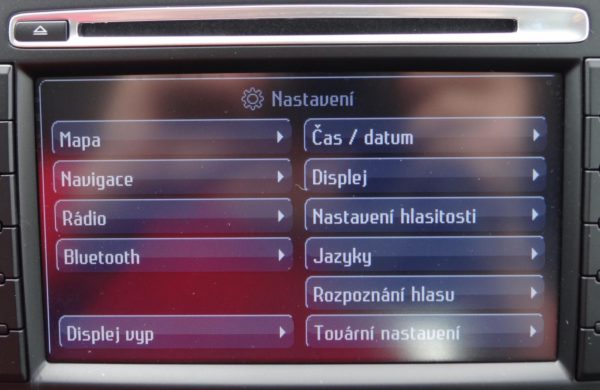 Nastavení
Mapa
Čas / datum
Navigace
Displej
Rádio
Nastavení hlasitosti
Bluetooth
Jazyky
Rozpoznání hlasu
Displej vyp
Tovární nastavení